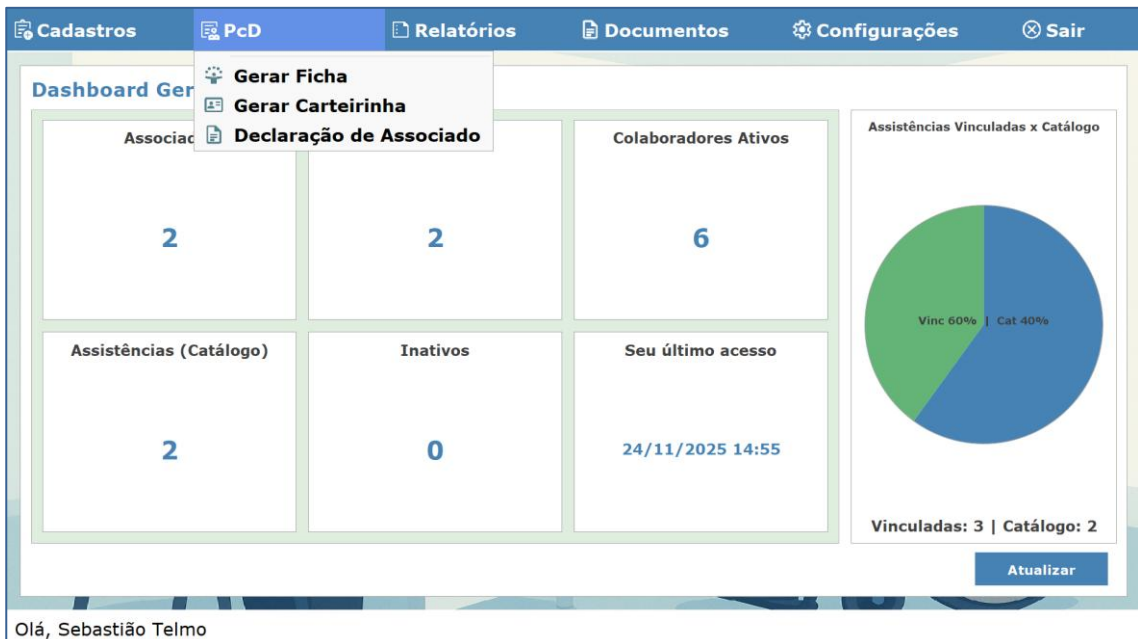 Cadastros PcD Relatórios Documentos Configurações Sair
Gerar Ficha
Gerar Carteirinha
Declaração de Associado
Dashboard Ger
Associad
2
2
Colaboradores Ativos
6
Assistências (Catálogo)
2
Inativos
0
Seu último acesso
24/11/2025 14:55
Assistências Vinculadas x Catálogo
Vinc 60% | Cat 40%
Vinculadas: 3 | Catálogo: 2
Atualizar
Olá, Sebastião Telmo